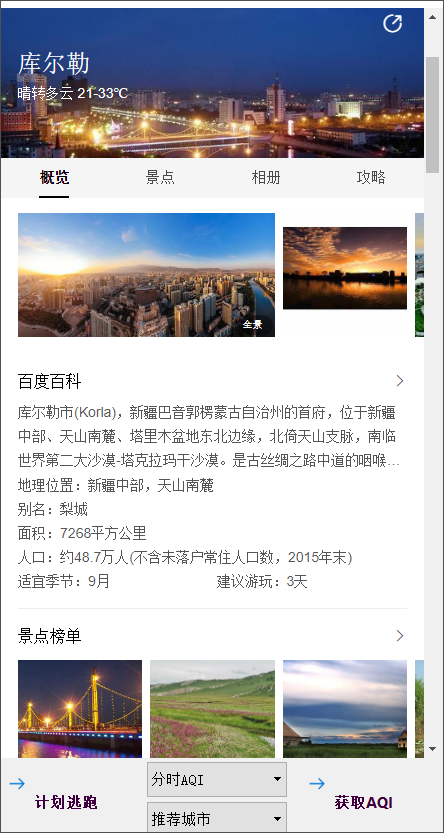 库尔勒
晴转多云 21-33℃
概览 景点 相册 攻略
全景
百度百科
库尔勒市(Korla)，新疆巴音郭楞蒙古自治州的首府，位于新疆
中部、天山南麓、塔里木盆地东北边缘，北倚天山支脉，南临
世界第二大沙漠-塔克拉玛干沙漠。是古丝绸之路中道的咽喉...
地理位置：新疆中部，天山南麓
别名：梨城
面积：7268平方公里
人口：约48.7万人(不含未落户常住人口数，2015年末)
适宜季节：9月 建议游玩：3天
景点榜单
计划逃跑
分时AQI
推荐城市
获取AQI